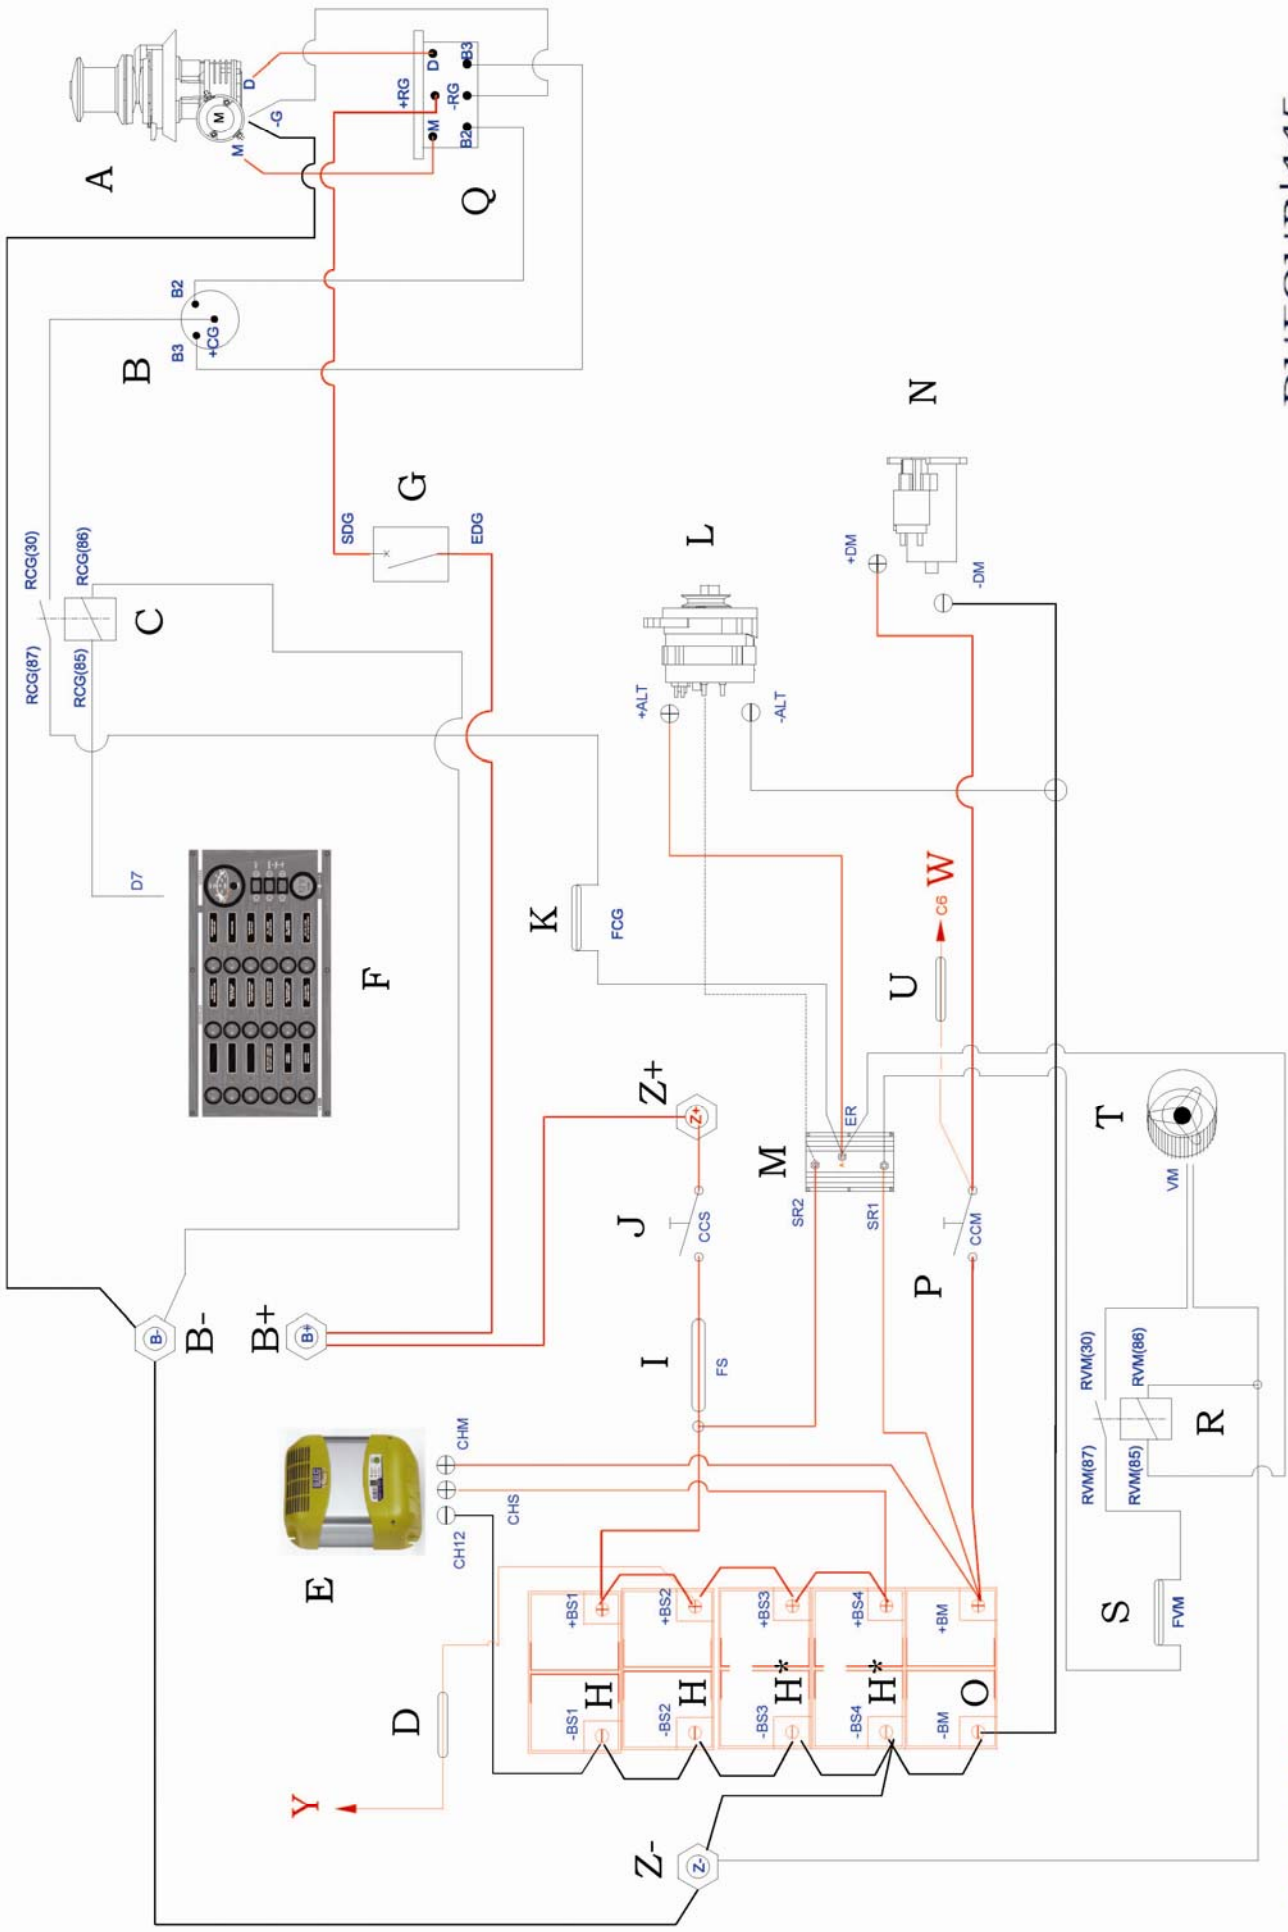 RCG(87)
RCG(30)
RCG(85)
RCG(86)
A
D7
B
C
B-
B3
B2
B-
+CG
M
M
D
B+
-G
Y
B+
E
SDG
F
+RG
D
G
M
D
-RG
CH12
CHM
B2
B3
EDG
Q
CHS
K
-BS1
+BS1
H
FCG
J
+ALT
Z-
I
Z+
-BS2
+BS2
H
Z-
Z+
L
CCS
FS
-BS3
+BS3
M
-ALT
H*
SR2
ER
-BS4
+BS4
+DM
SR1
H*
U
N
P
-BM
+BM
C6 W
O
CCM
-DM
RVM(87)
RVM(30)
S
T
RVM(85)
RVM(86)
VM
FVM
R